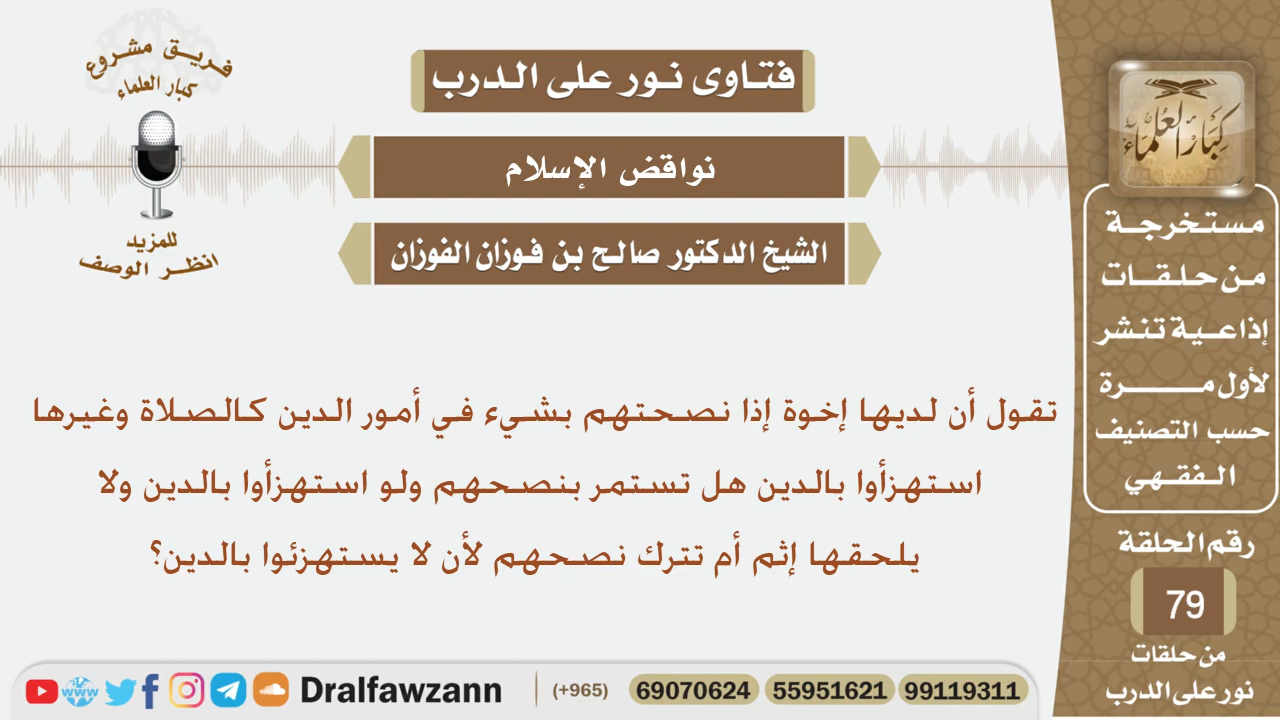 فريق مشروع
كبار العلماء
للمزيد
انظر الوصف
فتاوى نور على الدرب
نواقض الإسلام
الشيخ الدكتور صالح بن فوزان الفوزان
تقول أن لديها إخوة إذا نصحتهم بشيء في أمور الدين كالصلاة وغيرها
استهزأوا بالدين هل تستمر بنصحهم ولو استهزأوا بالدين ولا
يلحقها إثم أم تترك نصحهم لأن لا يستهزئوا بالدين؟
كبار العلماء
مستخرجة
من حلقات
إذاعية تنشر
لأول مرة
حسب التصنيف
الفقهي
رقم الحلقة
79
من حلقات
نور على الدرب
www Dralfawzann (+965) 69070624 55951621 99119311